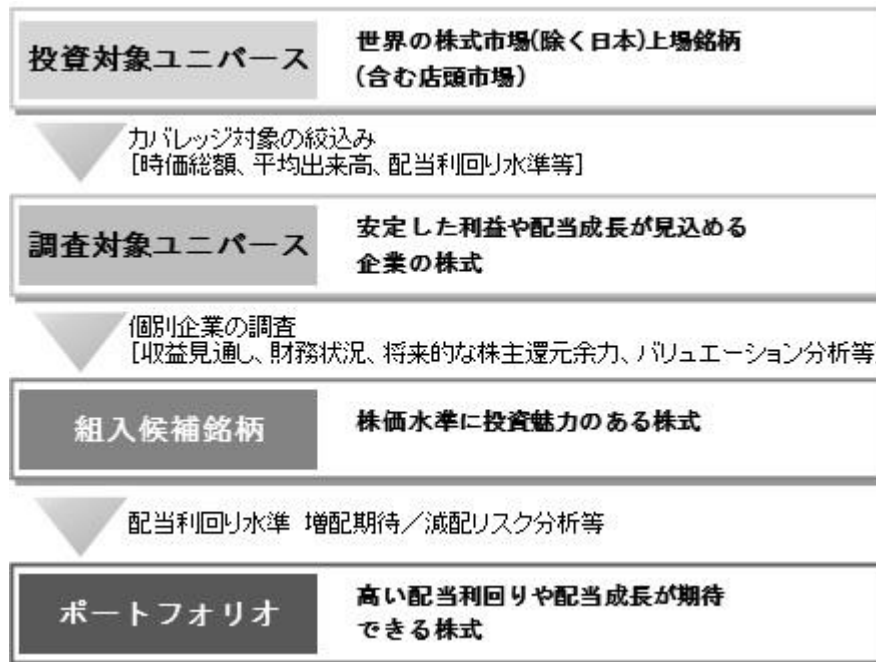 投資対象ユニバース
世界の株式市場(除く日本)上場銘柄
(含む店頭市場)
カバレッジ対象の絞込み
[時価総額、平均出来高、配当利回り水準等]
調査対象ユニバース
安定した利益や配当成長が見込める
企業の株式
個別企業の調査
[収益見通し、財務状況、将来的な株主還元余力、バリュエーション分析等
組入候補銘柄
株価水準に投資魅力のある株式
配当利回り水準 増配期待／減配リスク分析等
ポートフォリオ
高い配当利回りや配当成長が期待
できる株式